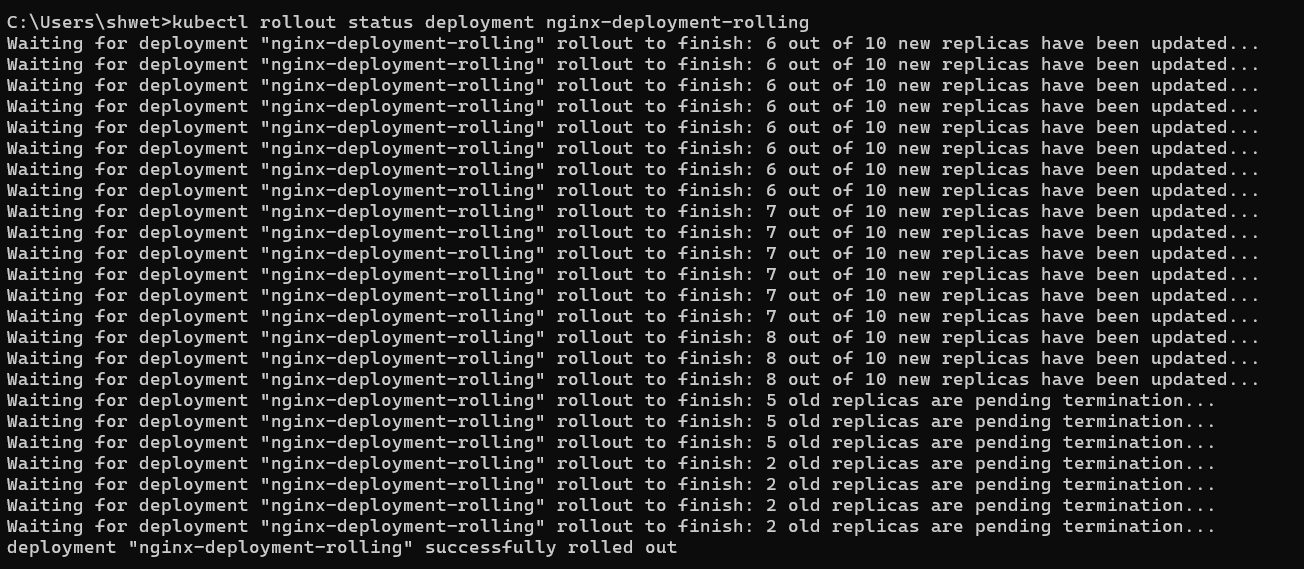 C:\Users\shwet>kubectl rollout status deployment nginx-deployment-rolling
Waiting for deployment "nginx-deployment-rolling" rollout to finish: 6 out of 10 new replicas have been updated...
Waiting for deployment "nginx-deployment-rolling" rollout to finish: 6 out of 10 new replicas have been updated...
Waiting for deployment "nginx-deployment-rolling" rollout to finish: 6 out of 10 new replicas have been updated...
Waiting for deployment "nginx-deployment-rolling" rollout to finish: 6 out of 10 new replicas have been updated...
Waiting for deployment "nginx-deployment-rolling" rollout to finish: 6 out of 10 new replicas have been updated...
Waiting for deployment "nginx-deployment-rolling" rollout to finish: 6 out of 10 new replicas have been updated...
Waiting for deployment "nginx-deployment-rolling" rollout to finish: 6 out of 10 new replicas have been updated...
Waiting for deployment "nginx-deployment-rolling" rollout to finish: 6 out of 10 new replicas have been updated...
Waiting for deployment "nginx-deployment-rolling" rollout to finish: 7 out of 10 new replicas have been updated...
Waiting for deployment "nginx-deployment-rolling" rollout to finish: 7 out of 10 new replicas have been updated...
Waiting for deployment "nginx-deployment-rolling" rollout to finish: 7 out of 10 new replicas have been updated...
Waiting for deployment "nginx-deployment-rolling" rollout to finish: 7 out of 10 new replicas have been updated...
Waiting for deployment "nginx-deployment-rolling" rollout to finish: 7 out of 10 new replicas have been updated...
Waiting for deployment "nginx-deployment-rolling" rollout to finish: 7 out of 10 new replicas have been updated...
Waiting for deployment "nginx-deployment-rolling" rollout to finish: 8 out of 10 new replicas have been updated...
Waiting for deployment "nginx-deployment-rolling" rollout to finish: 8 out of 10 new replicas have been updated...
Waiting for deployment "nginx-deployment-rolling" rollout to finish: 8 out of 10 new replicas have been updated...
Waiting for deployment "nginx-deployment-rolling" rollout to finish: 5 old replicas are pending termination...
Waiting for deployment "nginx-deployment-rolling" rollout to finish: 5 old replicas are pending termination...
Waiting for deployment "nginx-deployment-rolling" rollout to finish: 5 old replicas are pending termination...
Waiting for deployment "nginx-deployment-rolling" rollout to finish: 2 old replicas are pending termination...
Waiting for deployment "nginx-deployment-rolling" rollout to finish: 2 old replicas are pending termination...
Waiting for deployment "nginx-deployment-rolling" rollout to finish: 2 old replicas are pending termination...
Waiting for deployment "nginx-deployment-rolling" rollout to finish: 2 old replicas are pending termination...
deployment "nginx-deployment-rolling" successfully rolled out